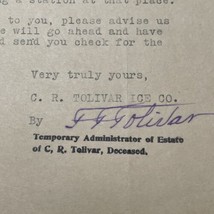 g a station at that place.
to you, please advise us
e will go ahead and have
d send you check for the
Very truly yours,
C. R. TOLIVAR ICE CO.
By F F Tolivar
Temporary Administrator of Estate
of C. R. Tolivar, Deceased.